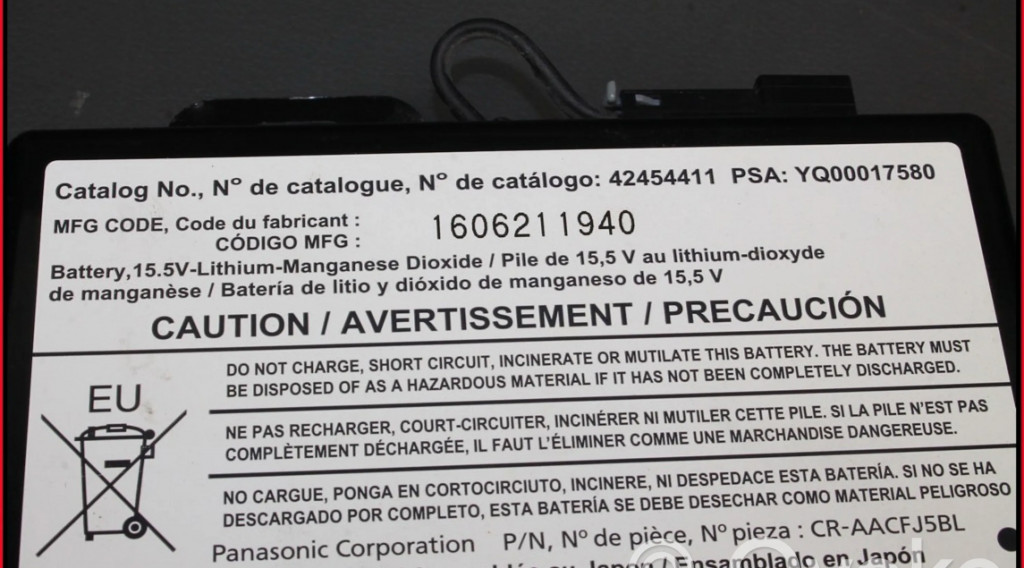 Catalog No., N° de catalogue, N° de catálogo: 42454411 PSA: YQ00017580
MFG CODE, Code du fabricant :
CÓDIGO MFG :
1606211940
Battery,15.5V-Lithium-Manganese Dioxide / Pile de 15,5 V au lithium-dioxyde
de manganèse / Batería de litio y dióxido de manganeso de 15,5 V
CAUTION / AVERTISSEMENT / PRECAUCIÓN
EU
DO NOT CHARGE, SHORT CIRCUIT, INCINERATE OR MUTILATE THIS BATTERY. THE BATTERY MUST
BE DISPOSED OF AS A HAZARDOUS MATERIAL IF IT HAS NOT BEEN COMPLETELY DISCHARGED.
NE PAS RECHARGER, COURT-CIRCUITER, INCINÉRER NI MUTILER CETTE PILE. SI LA PILE N'EST PAS
COMPLÈTEMENT DÉCHARGÉE, IL FAUT L'ÉLIMINER COMME UNE MARCHANDISE DANGEREUSE.
NO CARGUE, PONGA EN CORTOCIRCIUTO, INCINERE, NI DESPEDACE ESTA BATERÍA. SI NO SE HA
DESCARGADO POR COMPLETO, ESTA BATERÍA SE DEBE DESECHAR COMO MATERIAL PELIGROSO
Panasonic Corporation P/N, N° de pièce, N° pieza : CR-AACFJ5BL
au Japon / Ensamblado en Japón